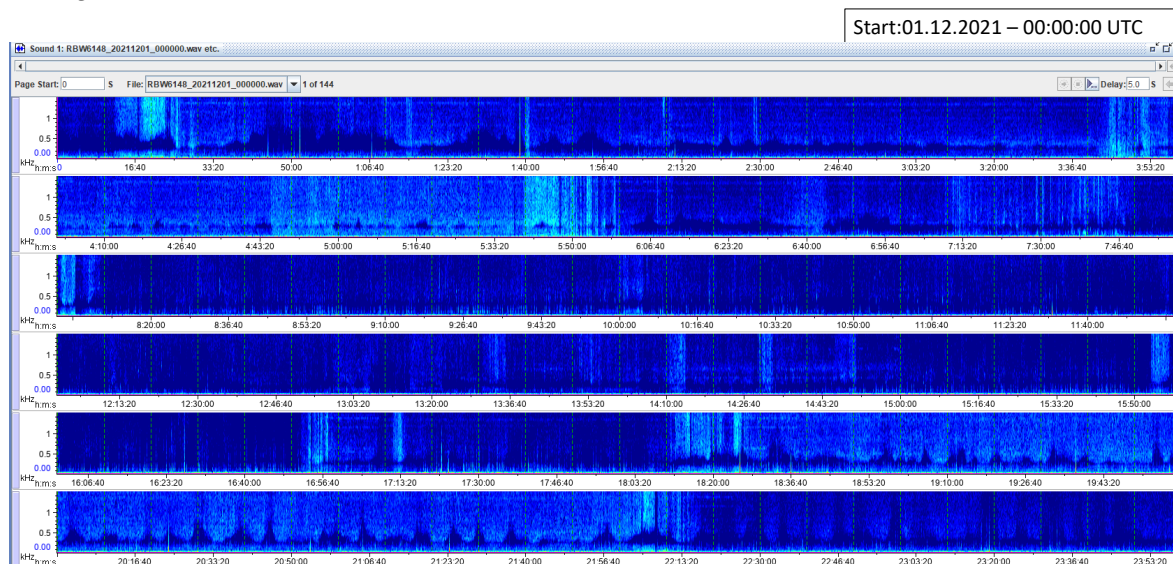 Start:01.12.2021 – 00:00:00 UTC
Sound 1: RBW6148_20211201_000000.wav etc.
Page Start: 0 S File: RBW6148_20211201_000000.wav 1 of 144 Delay: 5.0 S
1
0.5
0.00
kHz
h:m:s 0 16:40 33:20 50:00 1:06:40 1:23:20 1:40:00 1:56:40 2:13:20 2:30:00 2:46:40 3:03:20 3:20:00 3:36:40 3:53:20
1
0.5
0.00
kHz
h:m:s 4:10:00 4:26:40 4:43:20 5:00:00 5:16:40 5:33:20 5:50:00 6:06:40 6:23:20 6:40:00 6:56:40 7:13:20 7:30:00 7:46:40
1
0.5
0.00
kHz
h:m:s 8:20:00 8:36:40 8:53:20 9:10:00 9:26:40 9:43:20 10:00:00 10:16:40 10:33:20 10:50:00 11:06:40 11:23:20 11:40:00
1
0.5
0.00
kHz
h:m:s 12:13:20 12:30:00 12:46:40 13:03:20 13:20:00 13:36:40 13:53:20 14:10:00 14:26:40 14:43:20 15:00:00 15:16:40 15:33:20 15:50:00
1
0.5
0.00
kHz
h:m:s 16:06:40 16:23:20 16:40:00 16:56:40 17:13:20 17:30:00 17:46:40 18:03:20 18:20:00 18:36:40 18:53:20 19:10:00 19:26:40 19:43:20
1
0.5
0.00
kHz
h:m:s 20:16:40 20:33:20 20:50:00 21:06:40 21:23:20 21:40:00 21:56:40 22:13:20 22:30:00 22:46:40 23:03:20 23:20:00 23:36:40 23:53:20